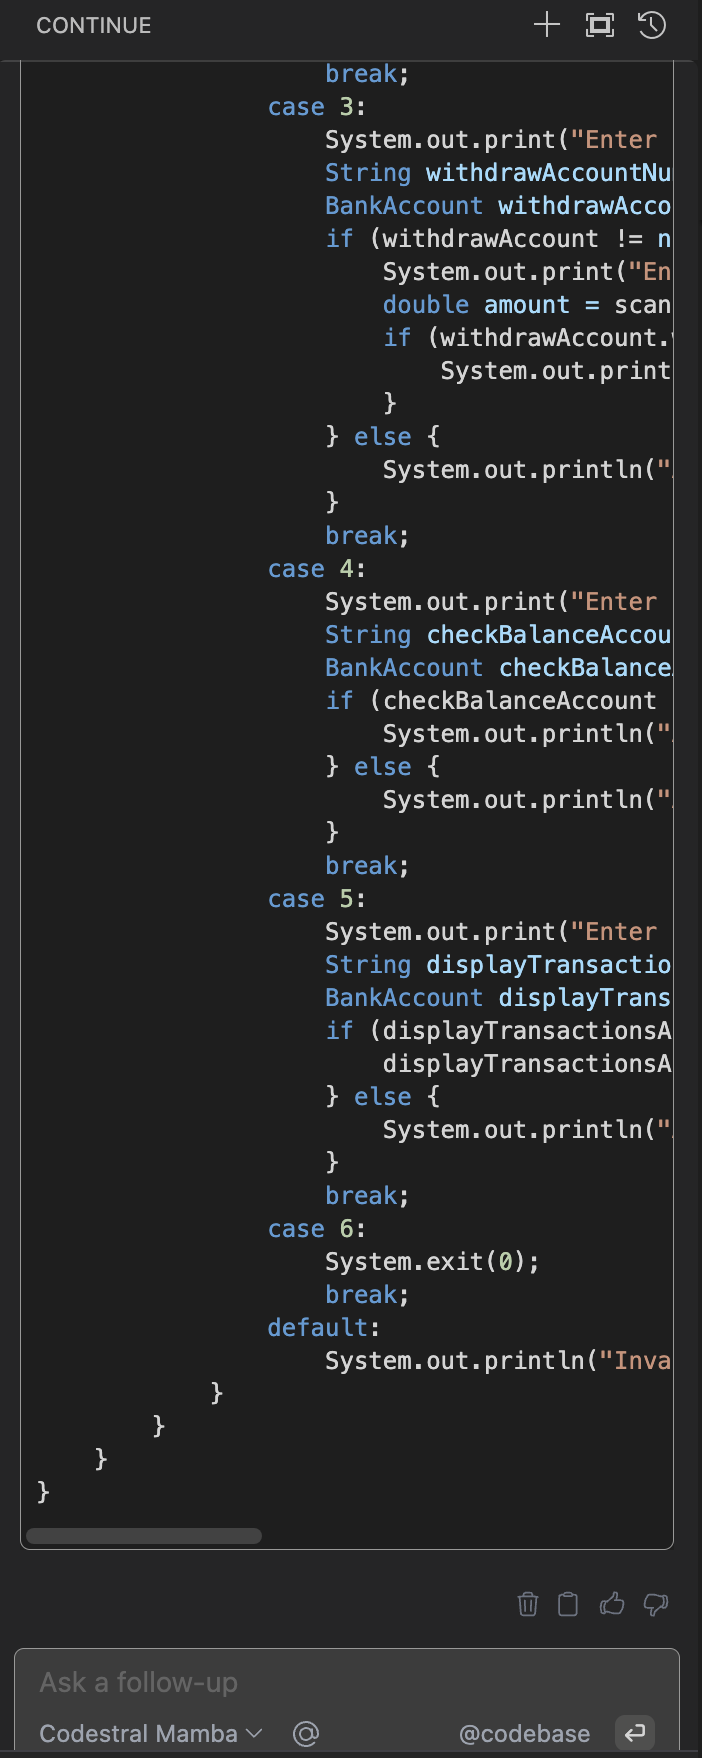 CONTINUE
break;
case 3:
System.out.print("Enter
String withdrawAccountNu
BankAccount withdrawAcco
if (withdrawAccount != n
System.out.print("En
double amount = scan
if (withdrawAccount.
System.out.print
}
} else {
System.out.println("
}
break;
case 4:
System.out.print("Enter
String checkBalanceAccou
BankAccount checkBalance
if (checkBalanceAccount
System.out.println("
} else {
System.out.println("
}
break;
case 5:
System.out.print("Enter
String displayTransactio
BankAccount displayTrans
if (displayTransactionsA
displayTransactionsA
} else {
System.out.println("
}
break;
case 6:
System.exit(0);
break;
default:
System.out.println("Inva
}
}
}
}
Ask a follow-up
Codestral Mamba @ @codebase